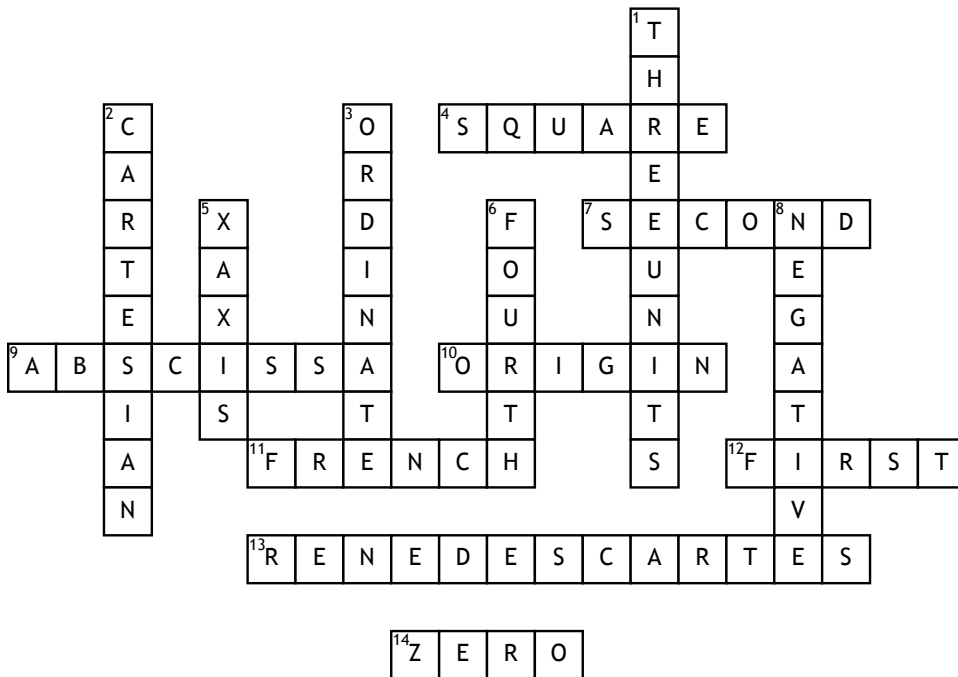 1 T
H
2 C 3 O 4 S Q U A R E
A R E
R 5 X D 6 F 7 S E C O 8 N D
T A I O U E
E X N U N G
9 A B S C I S S A 10 O R I G I N A
I S T T T T
A 11 F R E N C H S 12 F I R S T
N V
13 R E N E D E S C A R T E S
14 Z E R O